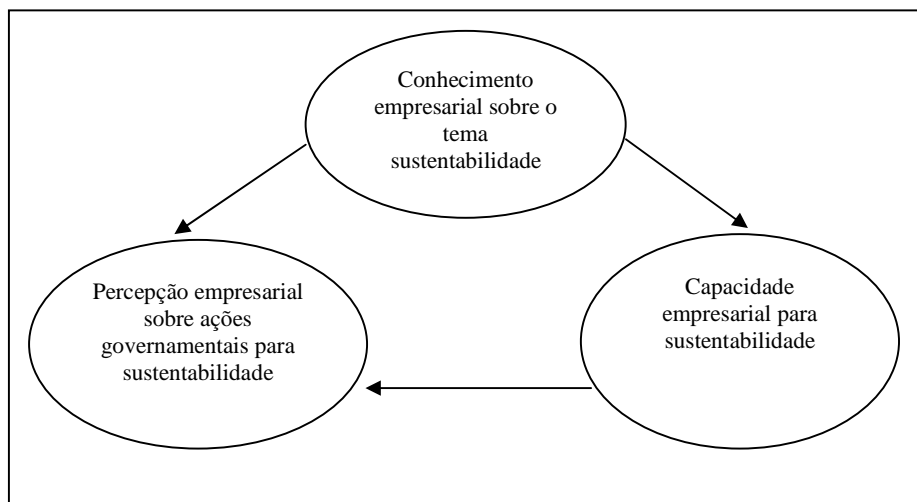 Conhecimento
empresarial sobre o
tema
sustentabilidade
Percepção empresarial
sobre ações
governamentais para
sustentabilidade
Capacidade
empresarial para
sustentabilidade